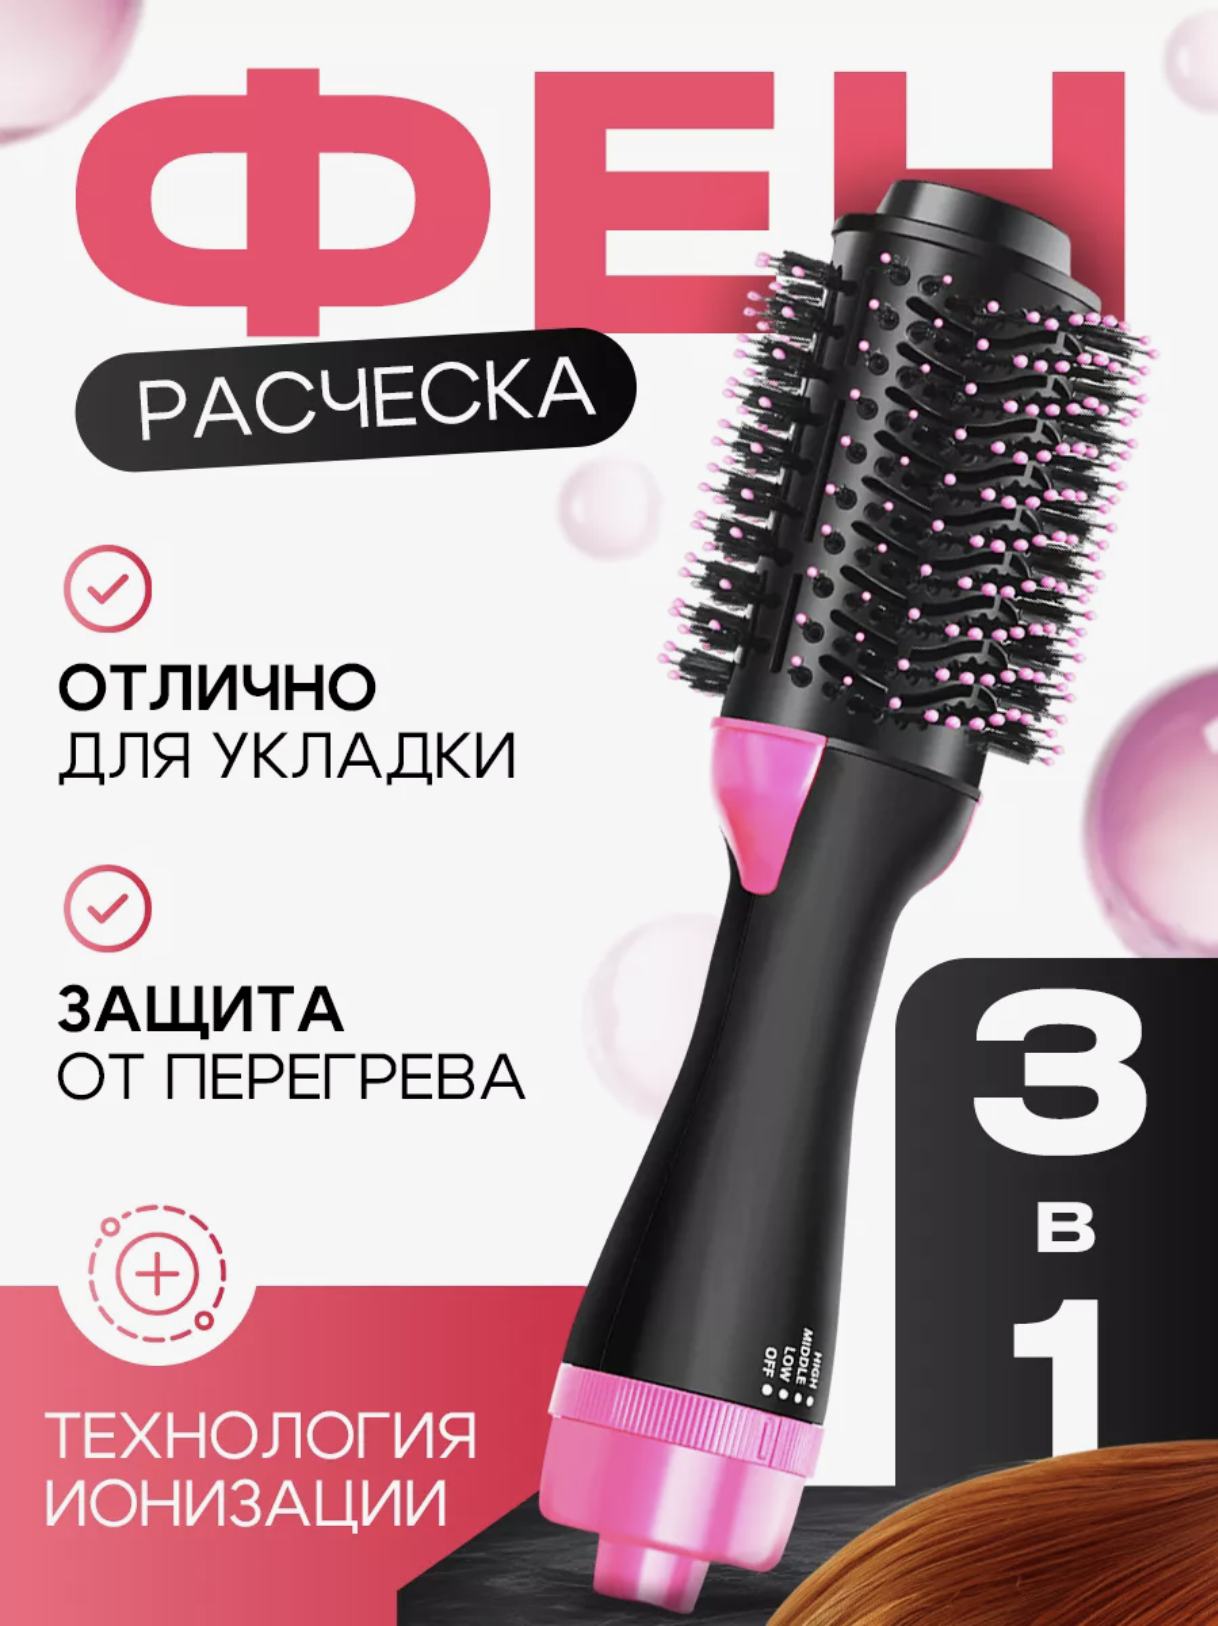 ФЕН
РАСЧЕСКА
ОТЛИЧНО
ДЛЯ УКЛАДКИ
ЗАЩИТА
ОТ ПЕРЕГРЕВА
3
В
1
HIGH
MIDDLE
LOW
OFF
ТЕХНОЛОГИЯ
ИОНИЗАЦИИ